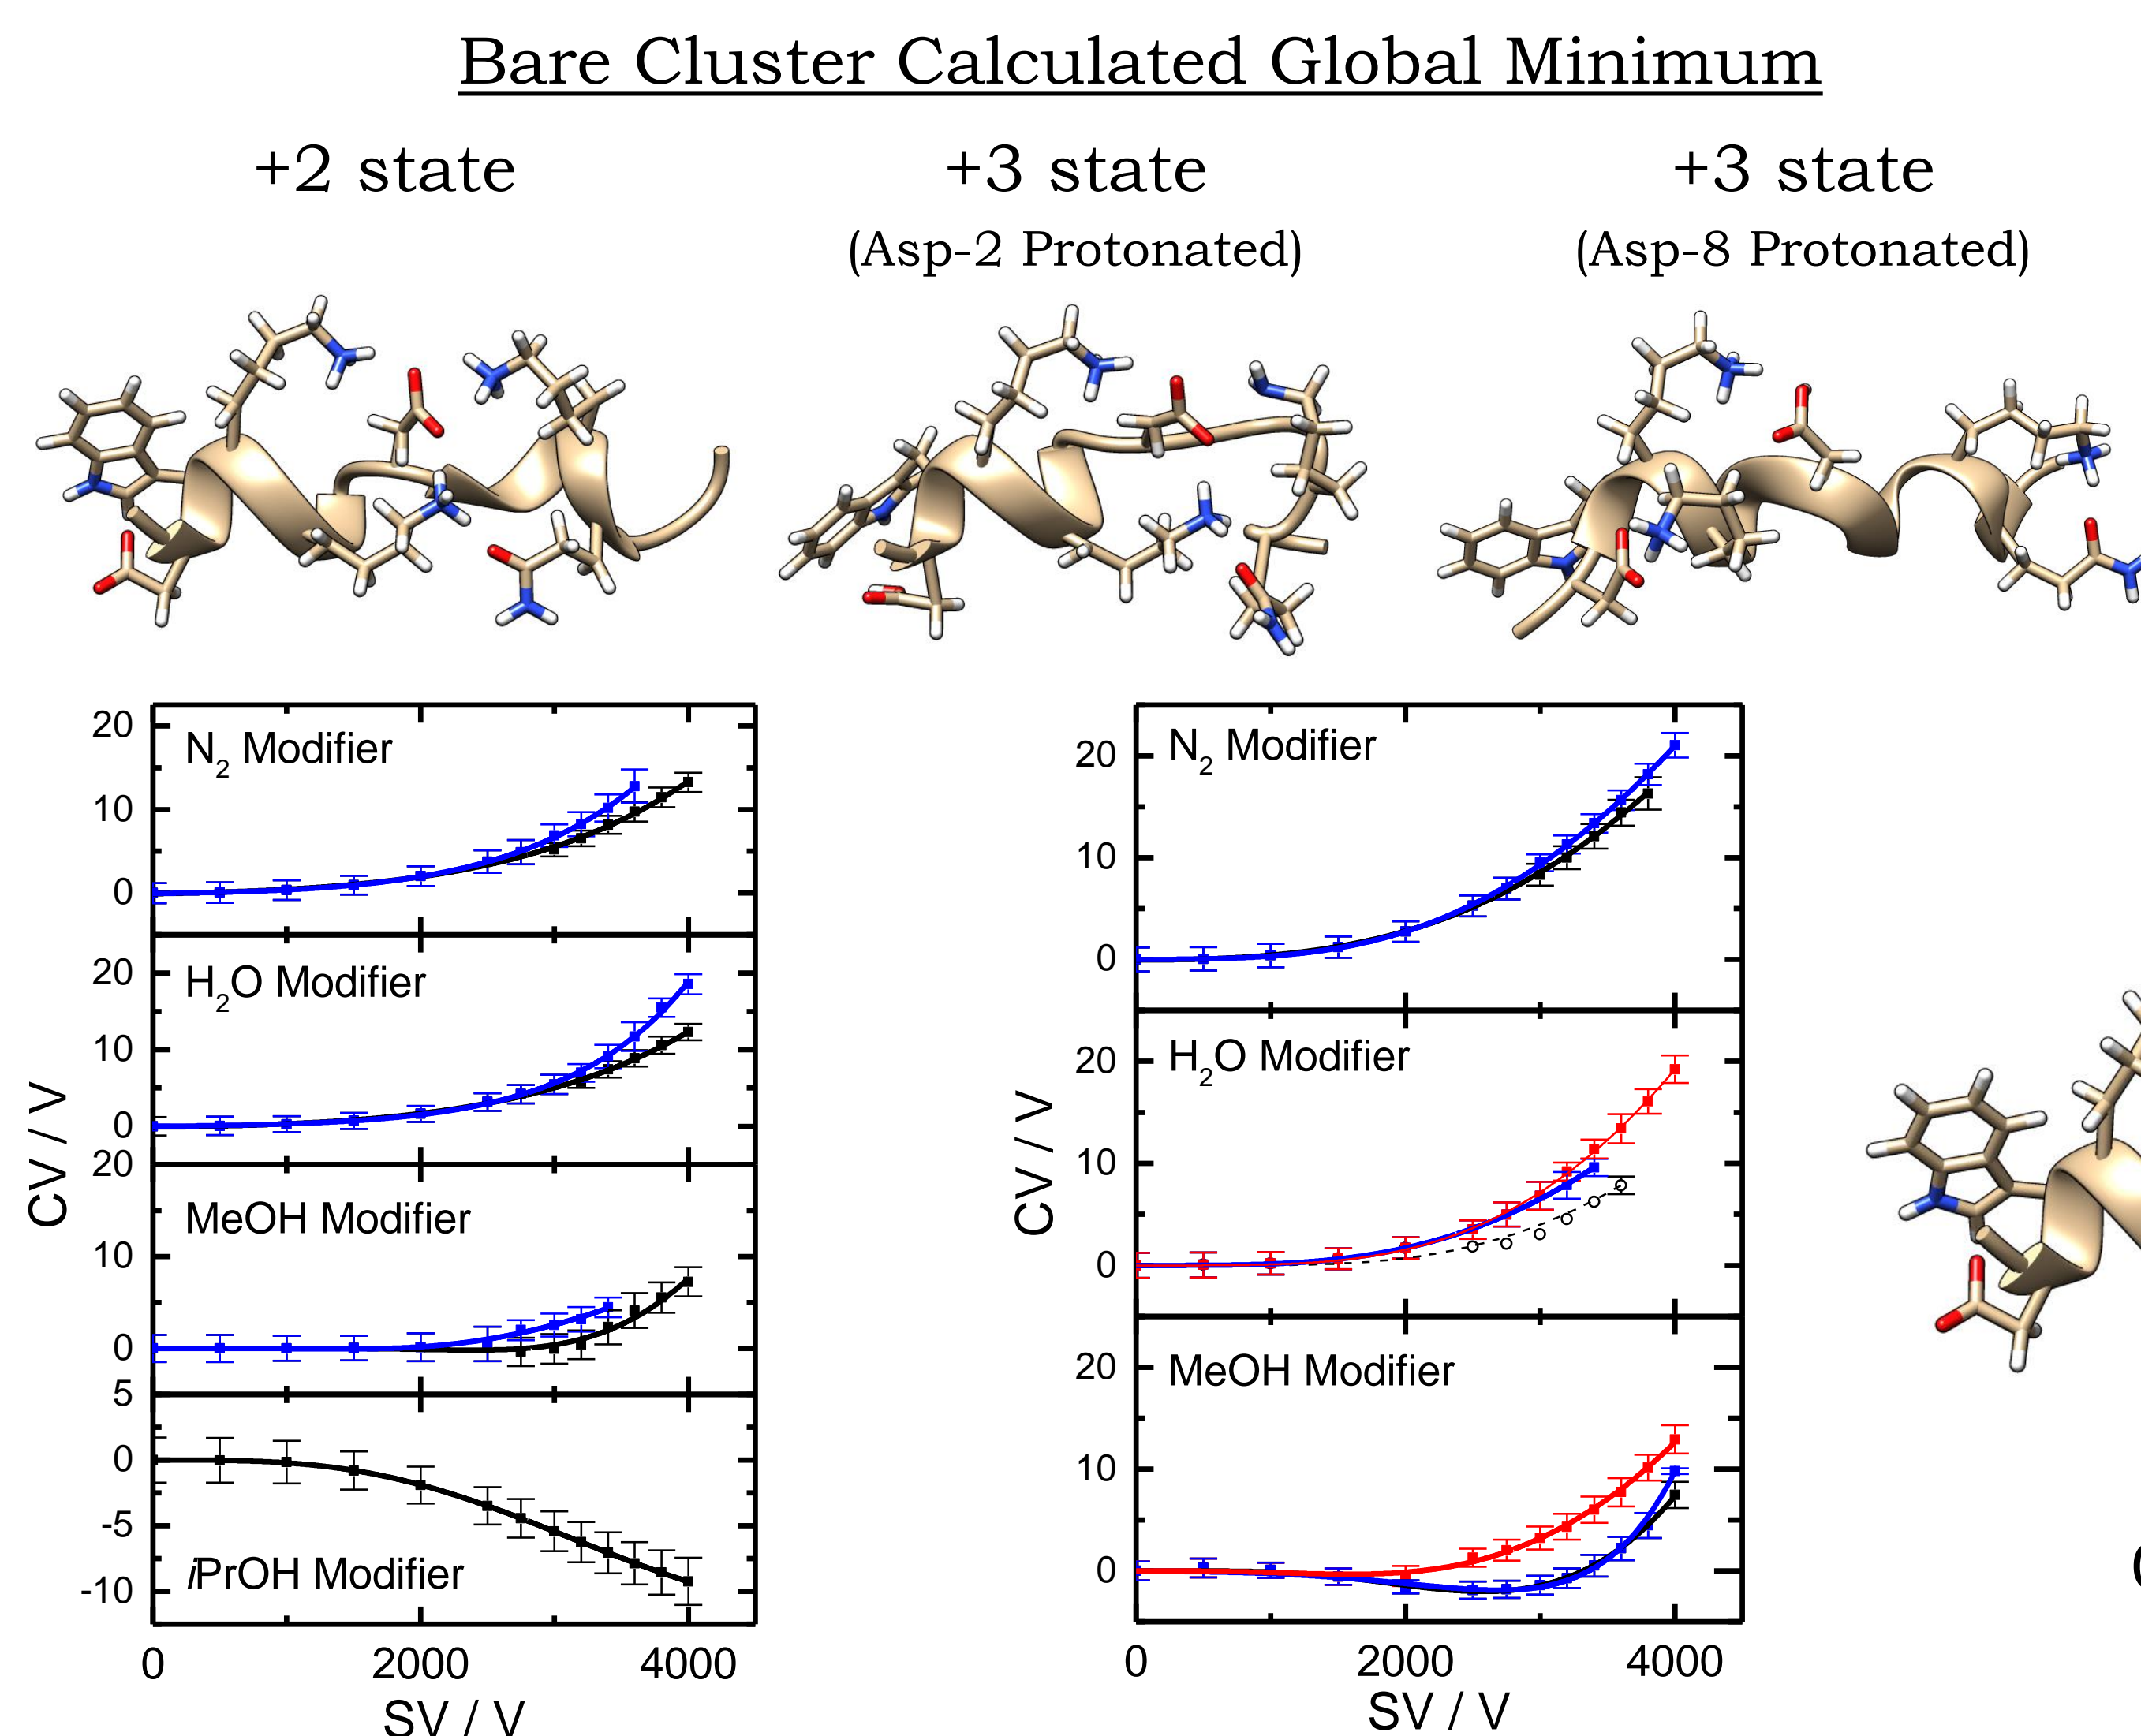 Bare Cluster Calculated Global Minimum
+2 state
+3 state
(Asp-2 Protonated)
+3 state
(Asp-8 Protonated)
CV / V
20
N2 Modifier
10
0
20
H2O Modifier
10
0
20
MeOH Modifier
10
0
5
0
-5
iPrOH Modifier
-10
0
2000
4000
SV / V
CV / V
20
N2 Modifier
10
0
20
H2O Modifier
10
0
20
MeOH Modifier
10
0
0
2000
4000
SV / V